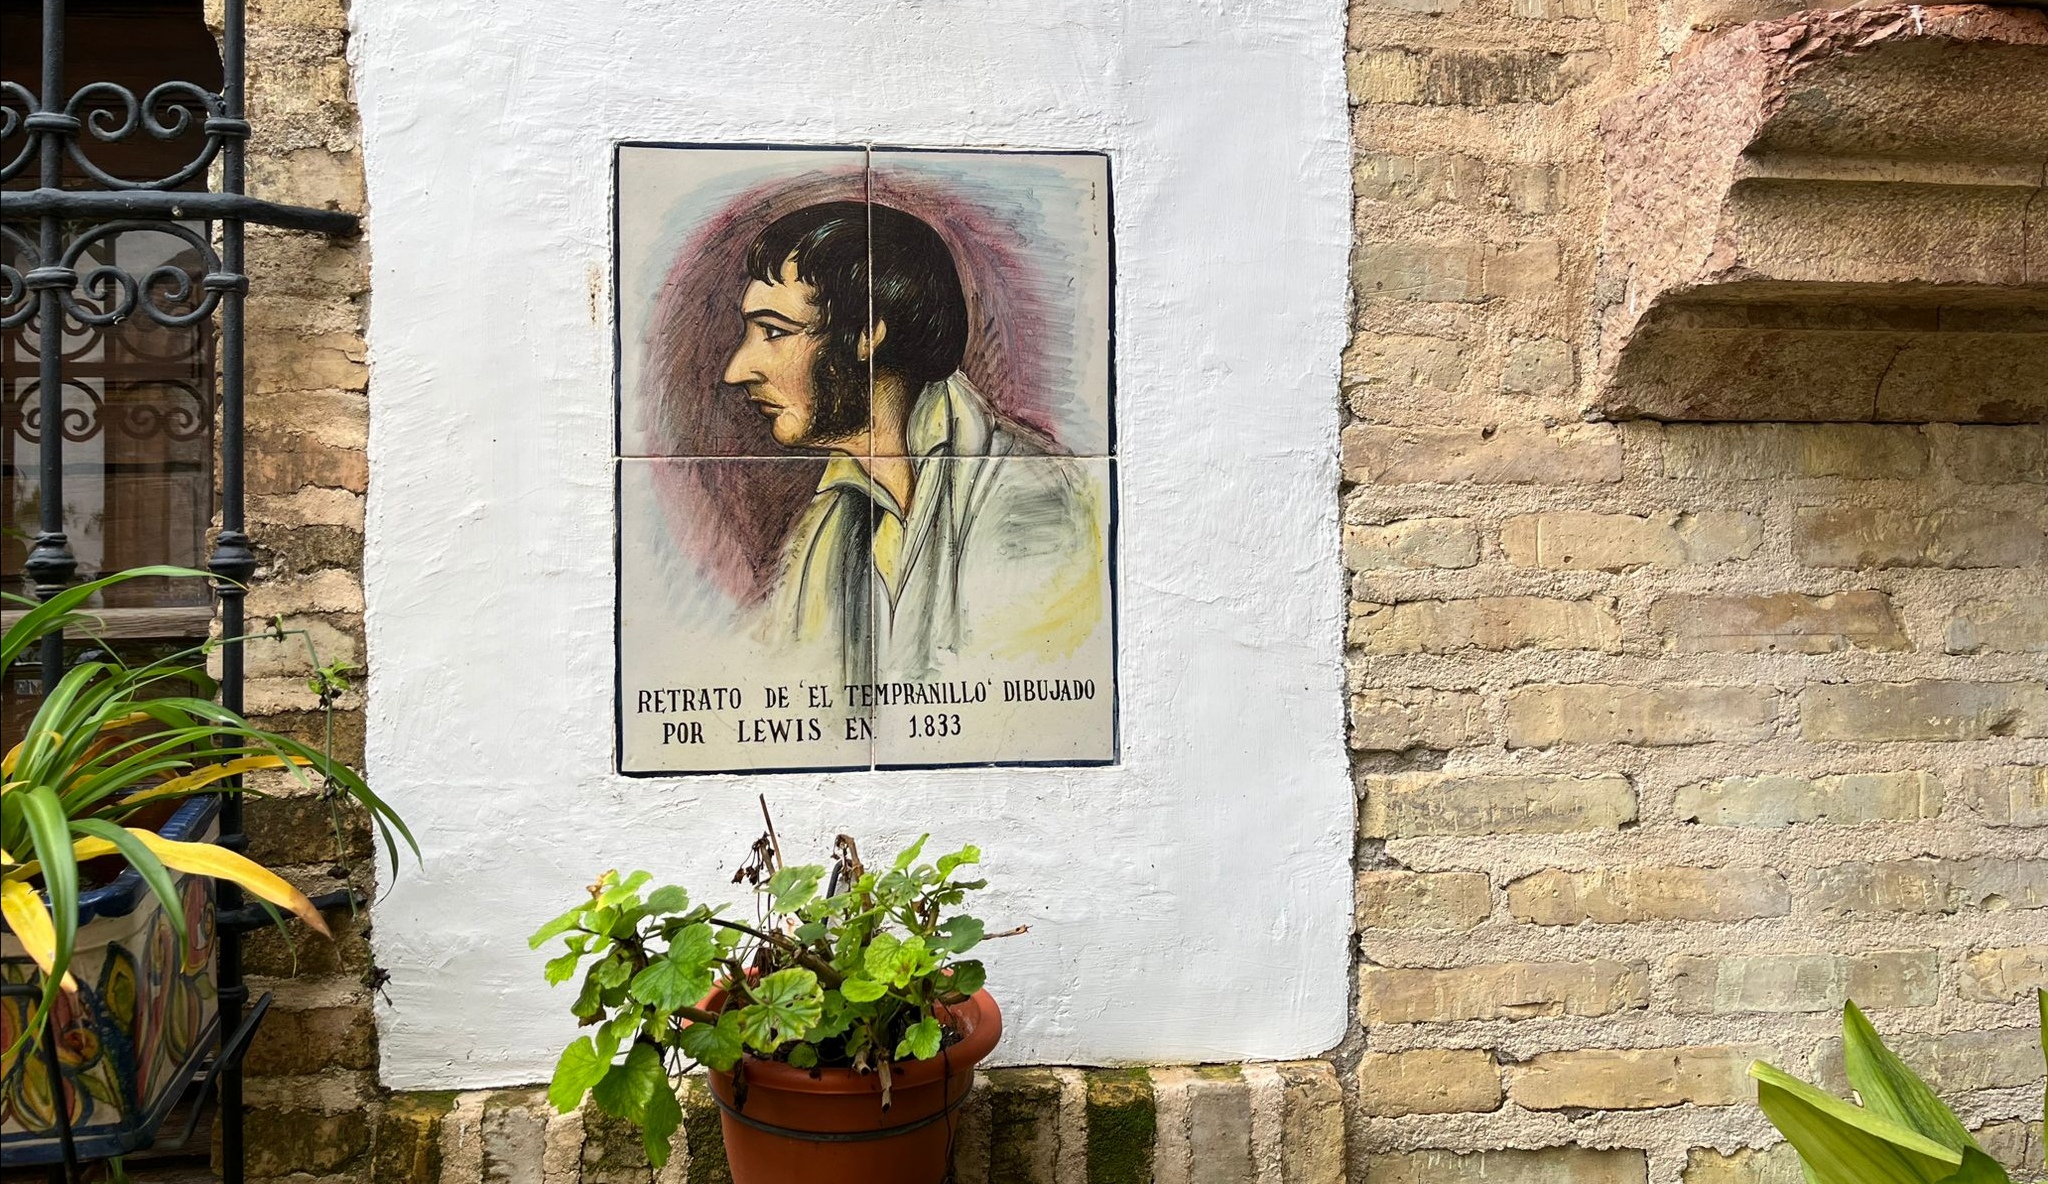 RETRATO DE 'EL TEMPRANILLO' DIBUJADO
POR LEWIS EN 1.833